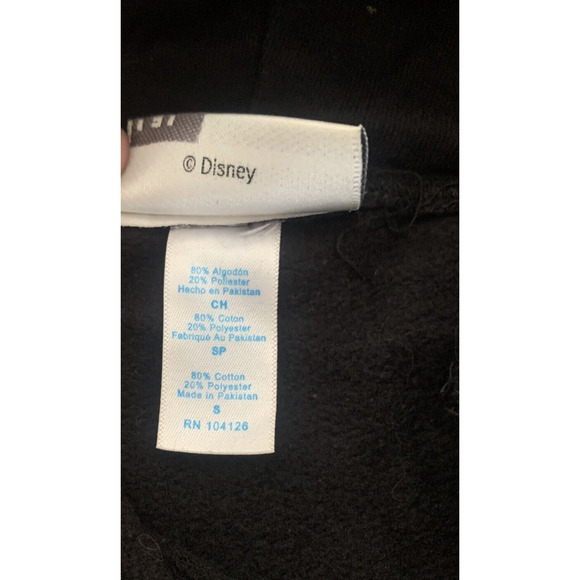 © Disney
80% Algodón
20% Poliester
Hecho en Pakistan
CH
80% Coton
20% Polyester
Fabriqué Au Pakistan
SP
80% Cotton
20% Polyester
Made in Pakistan
S
RN 104126